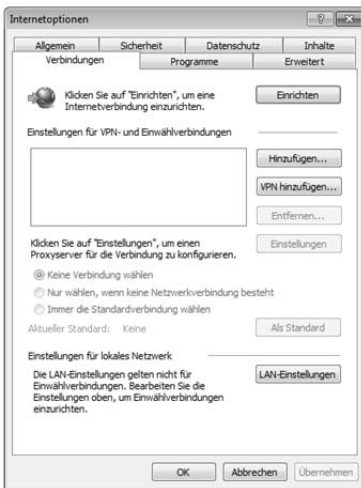 Internetoptionen
Allgemein Sicherheit Datenschutz Inhalte
Verbindungen Programme Erweitert
Klicken Sie auf "Einrichten", um eine
Internetverbindung einzurichten.
Einrichten
Einstellungen für VPN- und Einwählverbindungen
Hinzufügen...
VPN hinzufügen...
Entfernen...
Klicken Sie auf "Einstellungen", um einen
Proxyserver für die Verbindung zu konfigurieren.
Einstellungen
Keine Verbindung wählen
Nur wählen, wenn keine Netzwerkverbindung besteht
Immer die Standardverbindung wählen
Aktueller Standard: Keine
Als Standard
Einstellungen für lokales Netzwerk
Die LAN-Einstellungen gelten nicht für
Einwählverbindungen. Bearbeiten Sie die
Einstellungen oben, um Einwählverbindungen
einzurichten.
LAN-Einstellungen
OK Abbrechen Übernehmen